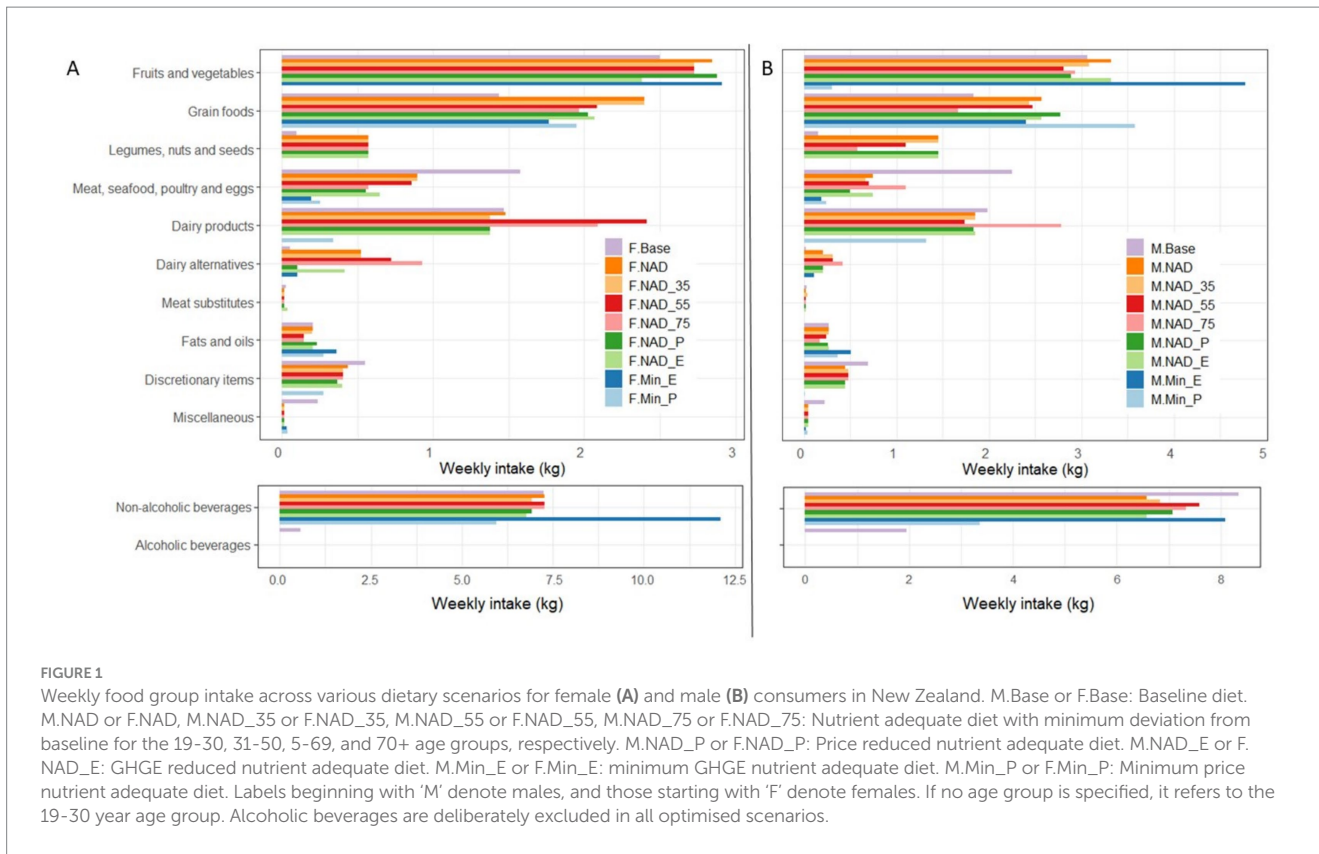 A
B
Fruits and vegetables
Grain foods
Legumes, nuts and seeds
Meat, seafood, poultry and eggs
Dairy products
Dairy alternatives
Meat substitutes
Fats and oils
Discretionary items
Miscellaneous
F.Base
F.NAD
F.NAD_35
F.NAD_55
F.NAD_75
F.NAD_P
F.NAD_E
F.Min_E
F.Min_P
M.Base
M.NAD
M.NAD_35
M.NAD_55
M.NAD_75
M.NAD_P
M.NAD_E
M.Min_E
M.Min_P
0 1 2 3
Weekly intake (kg)
0 1 2 3 4 5
Weekly intake (kg)
Non-alcoholic beverages
Alcoholic beverages
0.0 2.5 5.0 7.5 10.0 12.5
Weekly intake (kg)
0 2 4 6 8
Weekly intake (kg)
FIGURE 1
Weekly food group intake across various dietary scenarios for female (A) and male (B) consumers in New Zealand. M.Base or F.Base: Baseline diet.
M.NAD or F.NAD, M.NAD_35 or F.NAD_35, M.NAD_55 or F.NAD_55, M.NAD_75 or F.NAD_75: Nutrient adequate diet with minimum deviation from
baseline for the 19-30, 31-50, 5-69, and 70+ age groups, respectively. M.NAD_P or F.NAD_P: Price reduced nutrient adequate diet. M.NAD_E or F.
NAD_E: GHGE reduced nutrient adequate diet. M.Min_E or F.Min_E: minimum GHGE nutrient adequate diet. M.Min_P or F.Min_P: Minimum price
nutrient adequate diet. Labels beginning with ‘M’ denote males, and those starting with ‘F’ denote females. If no age group is specified, it refers to the
19-30 year age group. Alcoholic beverages are deliberately excluded in all optimised scenarios.